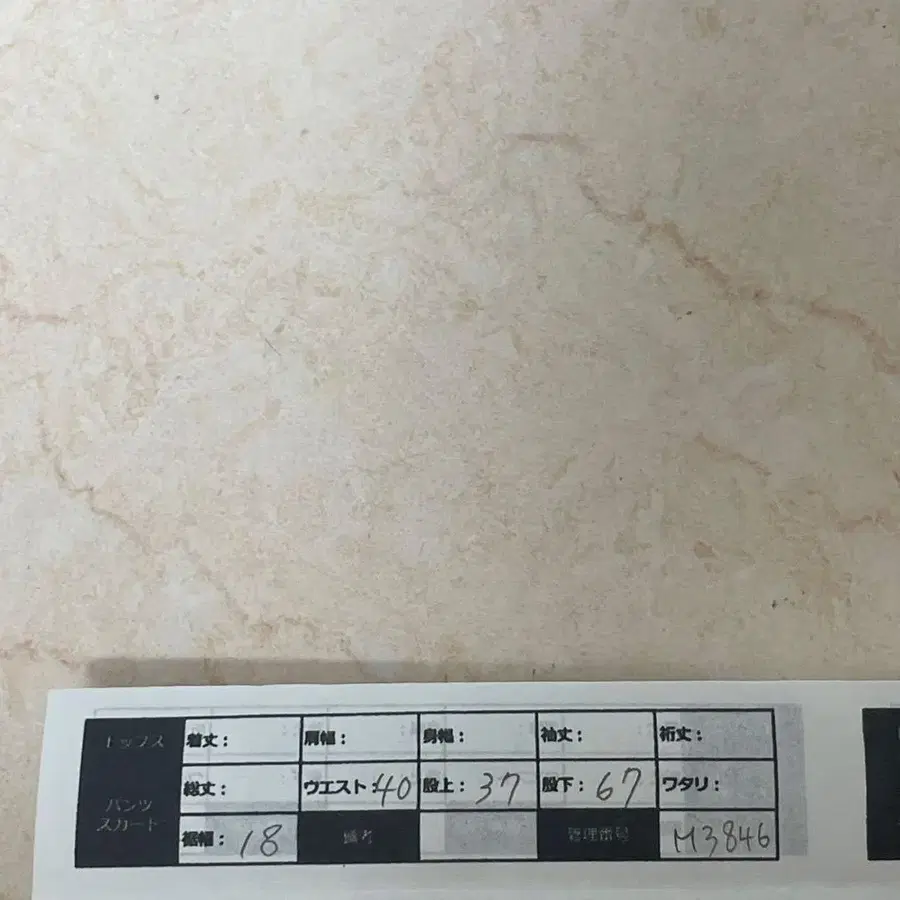 トップス 着丈： 肩幅： 身幅： 袖丈： 裄丈：
パンツ スカート 総丈： ウエスト：40 股上：37 股下：67 ワタリ：
裾幅：18 備考 管理番号 M3846